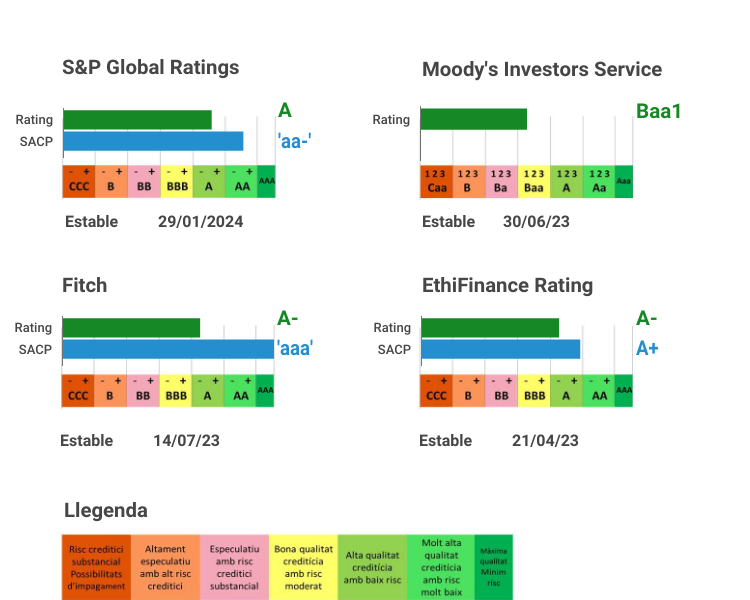 S&P Global Ratings
Rating
A
SACP
'aa-'
- + - + - + - + - + - +
CCC B BB BBB A AA AAA
Estable 29/01/2024
Moody's Investors Service
Rating
Baa1
1 2 3 1 2 3 1 2 3 1 2 3 1 2 3 1 2 3
Caa B Ba Baa A Aa Aaa
Estable 30/06/23
Fitch
Rating
A-
SACP
'aaa'
- + - + - + - + - + - +
CCC B BB BBB A AA AAA
Estable 14/07/23
EthiFinance Rating
Rating
A-
SACP
A+
- + - + - + - + - + - +
CCC B BB BBB A AA AAA
Estable 21/04/23
Llegenda
Risc creditici
substancial
Possibilitats
d'impagament
Altament
especulatiu
amb alt risc
creditici
Especulatiu
amb risc
creditici
substancial
Bona qualitat
creditícia
amb risc
moderat
Alta qualitat
creditícia
amb baix risc
Molt alta
qualitat
creditícia
amb risc
molt baix
Màxima
qualitat
Mínim
risc